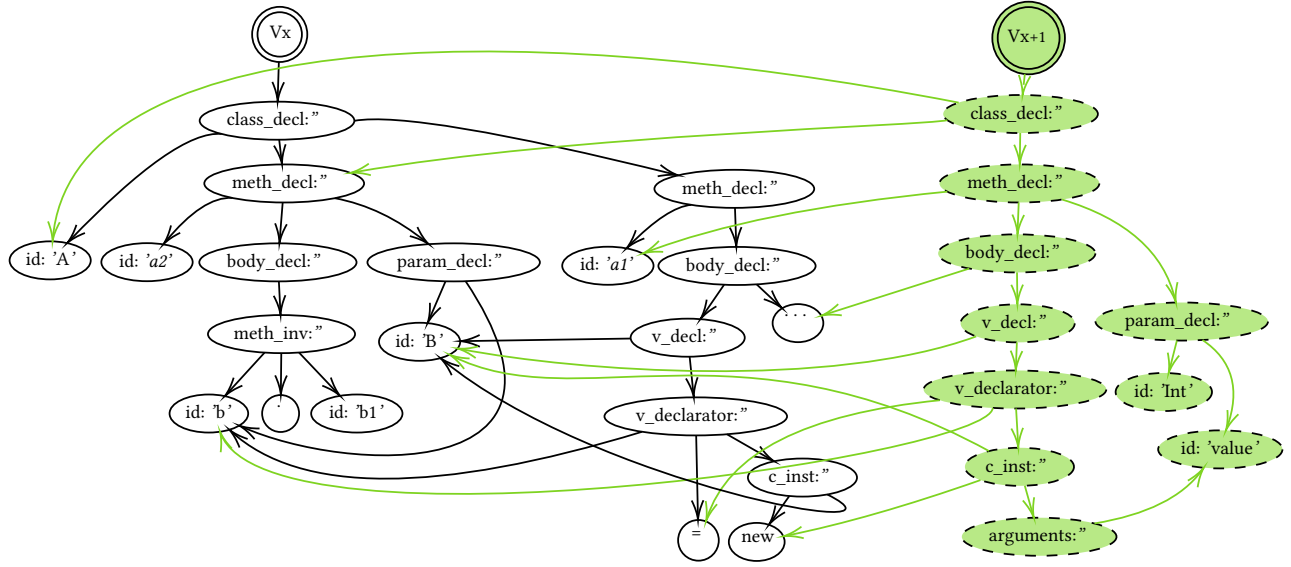 Vx
Vx+1
class_decl:”
class_decl:”
meth_decl:”
meth_decl:”
meth_decl:”
id: 'A'
id: 'a2'
body_decl:”
param_decl:”
id: 'a1'
body_decl:”
body_decl:”
meth_inv:”
id: 'B'
v_decl:”
. . .
v_decl:”
param_decl:”
id: 'b'
.
id: 'b1'
v_declarator:”
v_declarator:”
id: 'Int'
c_inst:”
c_inst:”
id: 'value'
=
new
arguments:”